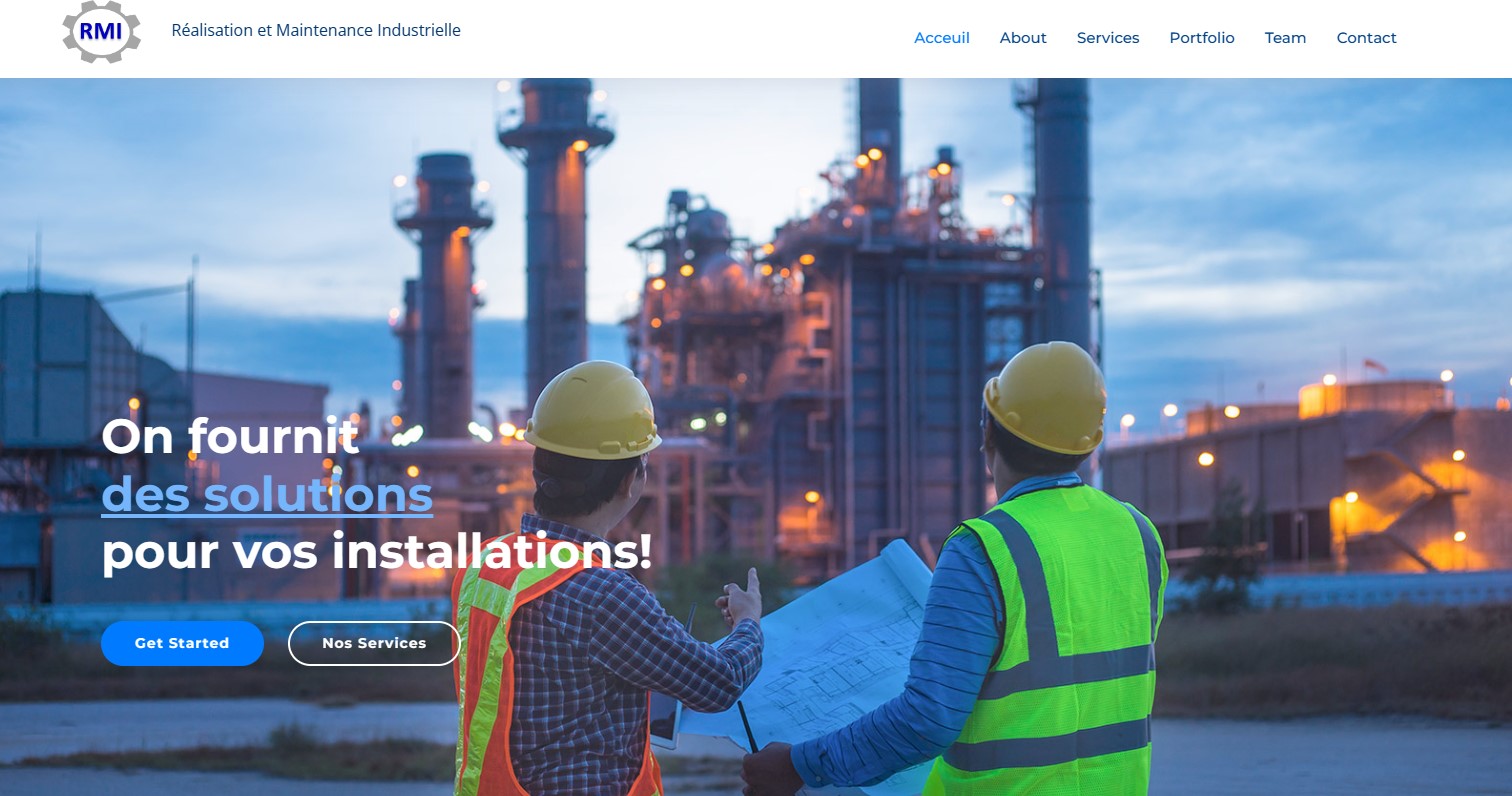 RMI
Réalisation et Maintenance Industrielle
Acceuil
About
Services
Portfolio
Team
Contact
On fournit
des solutions
pour vos installations!
Get Started
Nos Services